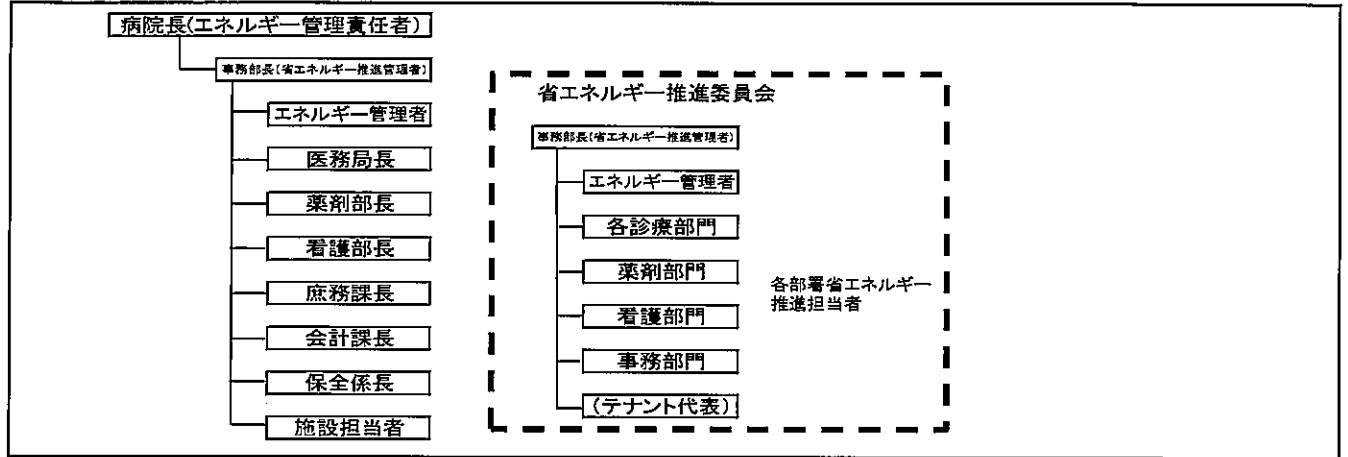 病院長(エネルギー管理責任者)
事務部長(省エネルギー推進管理者)
エネルギー管理者
医務局長
薬剤部長
看護部長
庶務課長
会計課長
保全係長
施設担当者
省エネルギー推進委員会
事務部長(省エネルギー推進管理者)
エネルギー管理者
各診療部門
薬剤部門
看護部門
事務部門
(テナント代表)
各部署省エネルギー
推進担当者